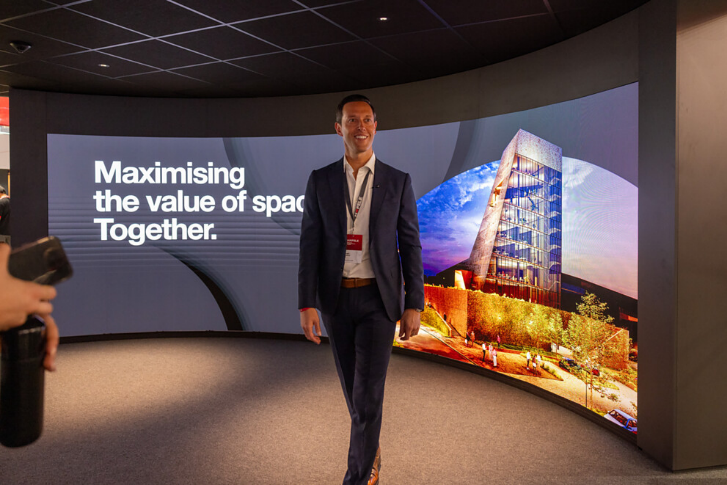 Maximising
the value of spac
Together.